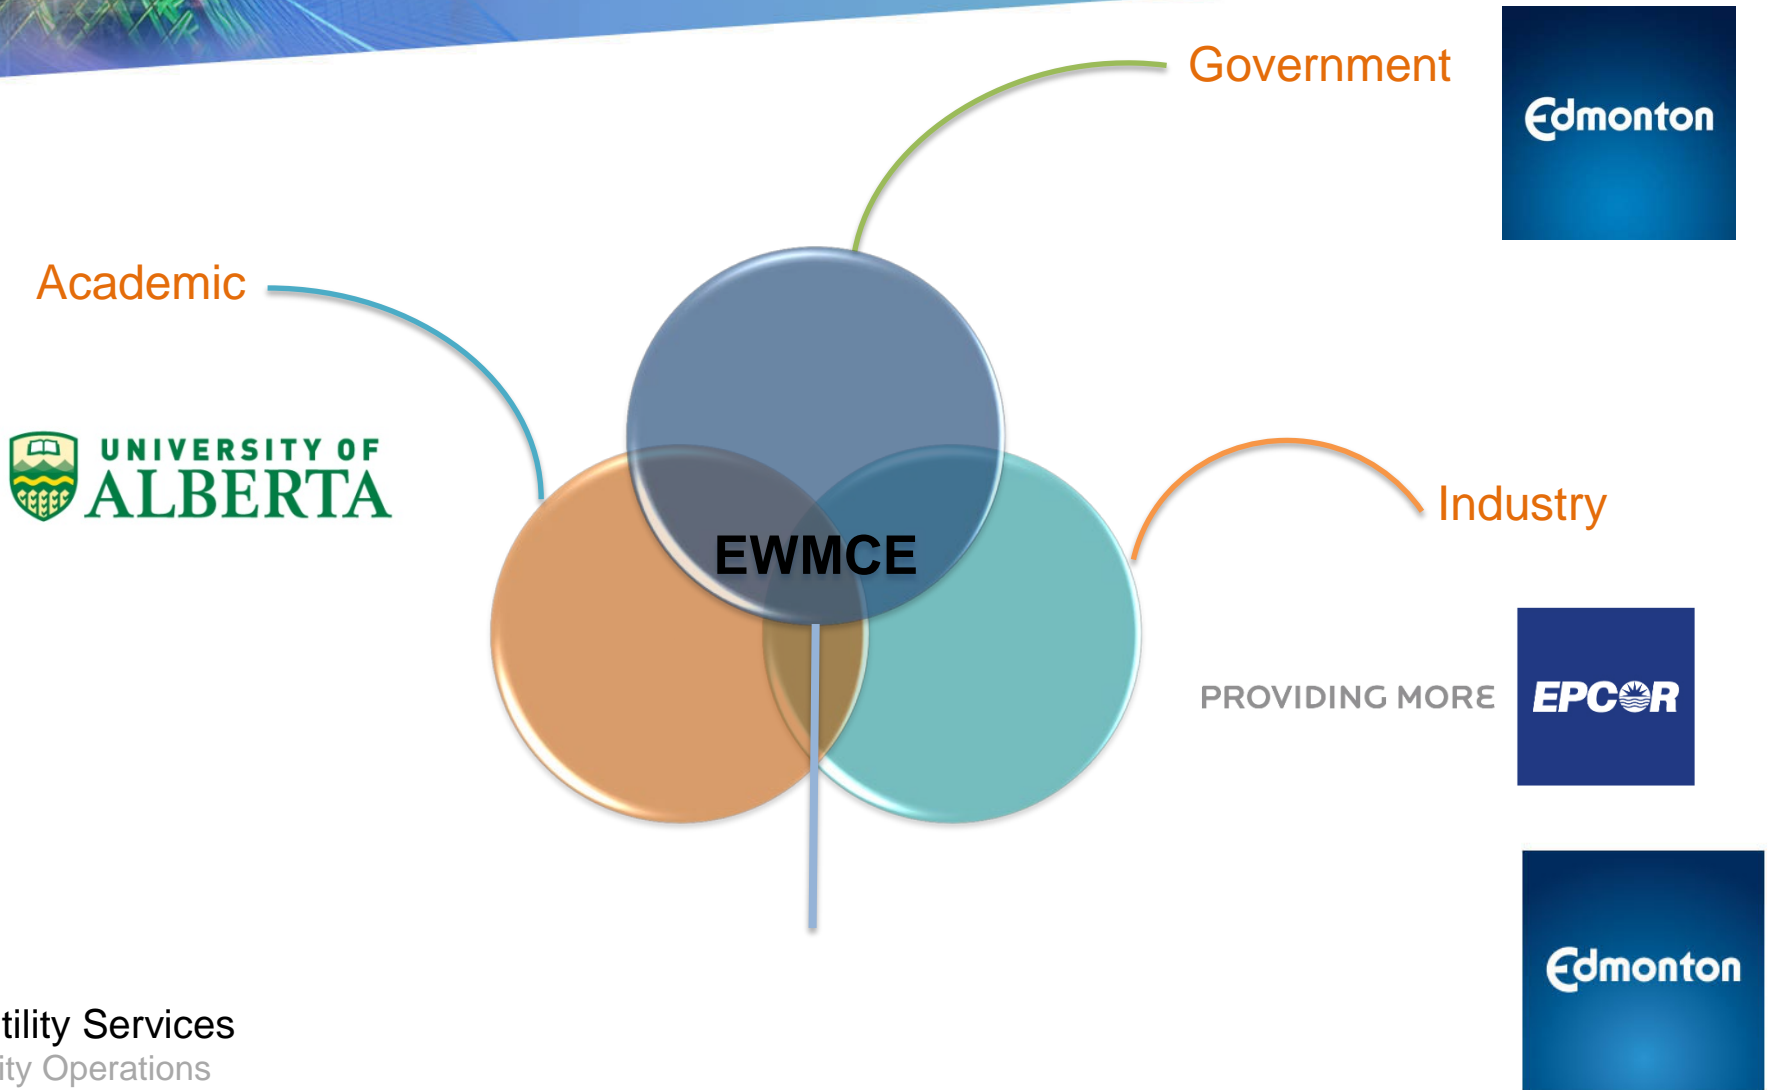 Government
Edmonton
Academic
UNIVERSITY OF
ALBERTA
Industry
EWMCE
PROVIDING MORE
EPCOR
Edmonton
tility Services
ity Operations